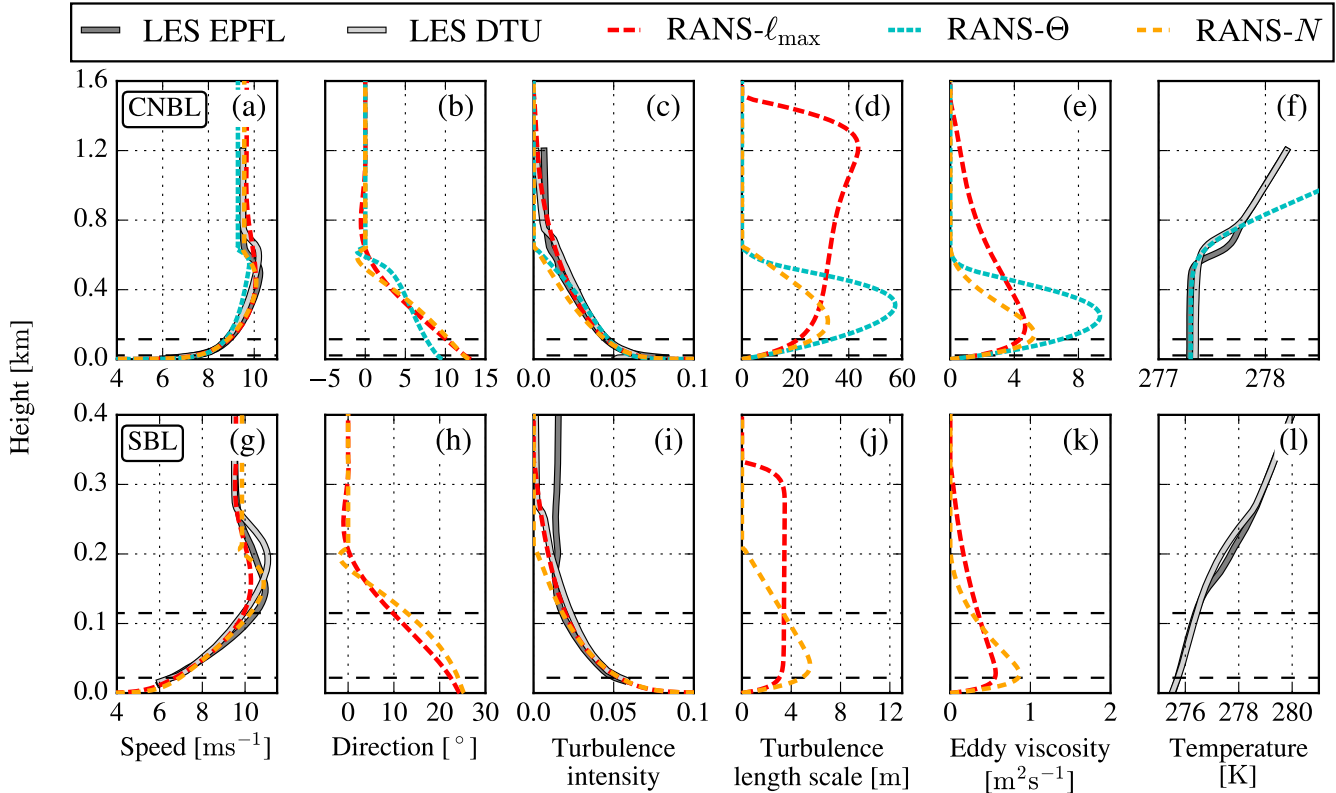 LES EPFL LES DTU RANS-ℓmax RANS-Θ RANS-N
1.6 1.2 0.8 0.4 0.0
CNBL (a) (b) (c) (d) (e) (f)
4 6 8 10 −5 0 5 10 15 0.0 0.05 0.1 0 20 40 60 0 4 8 277 278
Height [km]
0.4 0.3 0.2 0.1 0.0
SBL (g) (h) (i) (j) (k) (l)
4 6 8 10 0 10 20 30 0.0 0.05 0.1 0 4 8 12 0 1 2 276 278 280
Speed [ms⁻¹] Direction [°] Turbulence Turbulence Eddy viscosity Temperature
intensity length scale [m] [m²s⁻¹] [K]